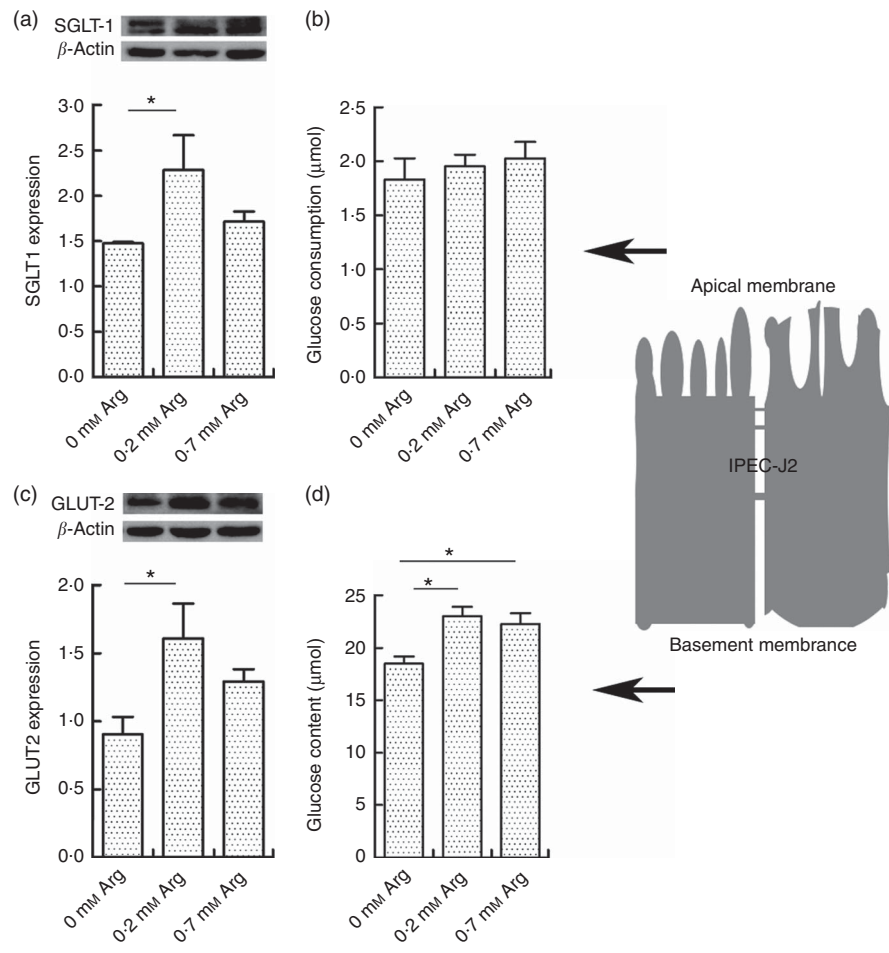 (a)
SGLT-1
β-Actin
*
3·0
2·5
2·0
1·5
1·0
0·5
0·0
SGLT1 expression
0 mM Arg
0·2 mM Arg
0·7 mM Arg
(b)
2·5
2·0
1·5
1·0
0·5
0·0
Glucose consumption (μmol)
0 mM Arg
0·2 mM Arg
0·7 mM Arg
Apical membrane
IPEC-J2
Basement membrance
(c)
GLUT-2
β-Actin
*
2·0
1·5
1·0
0·5
0·0
GLUT2 expression
0 mM Arg
0·2 mM Arg
0·7 mM Arg
(d)
*
*
25
20
15
10
5
0
Glucose content (μmol)
0 mM Arg
0·2 mM Arg
0·7 mM Arg